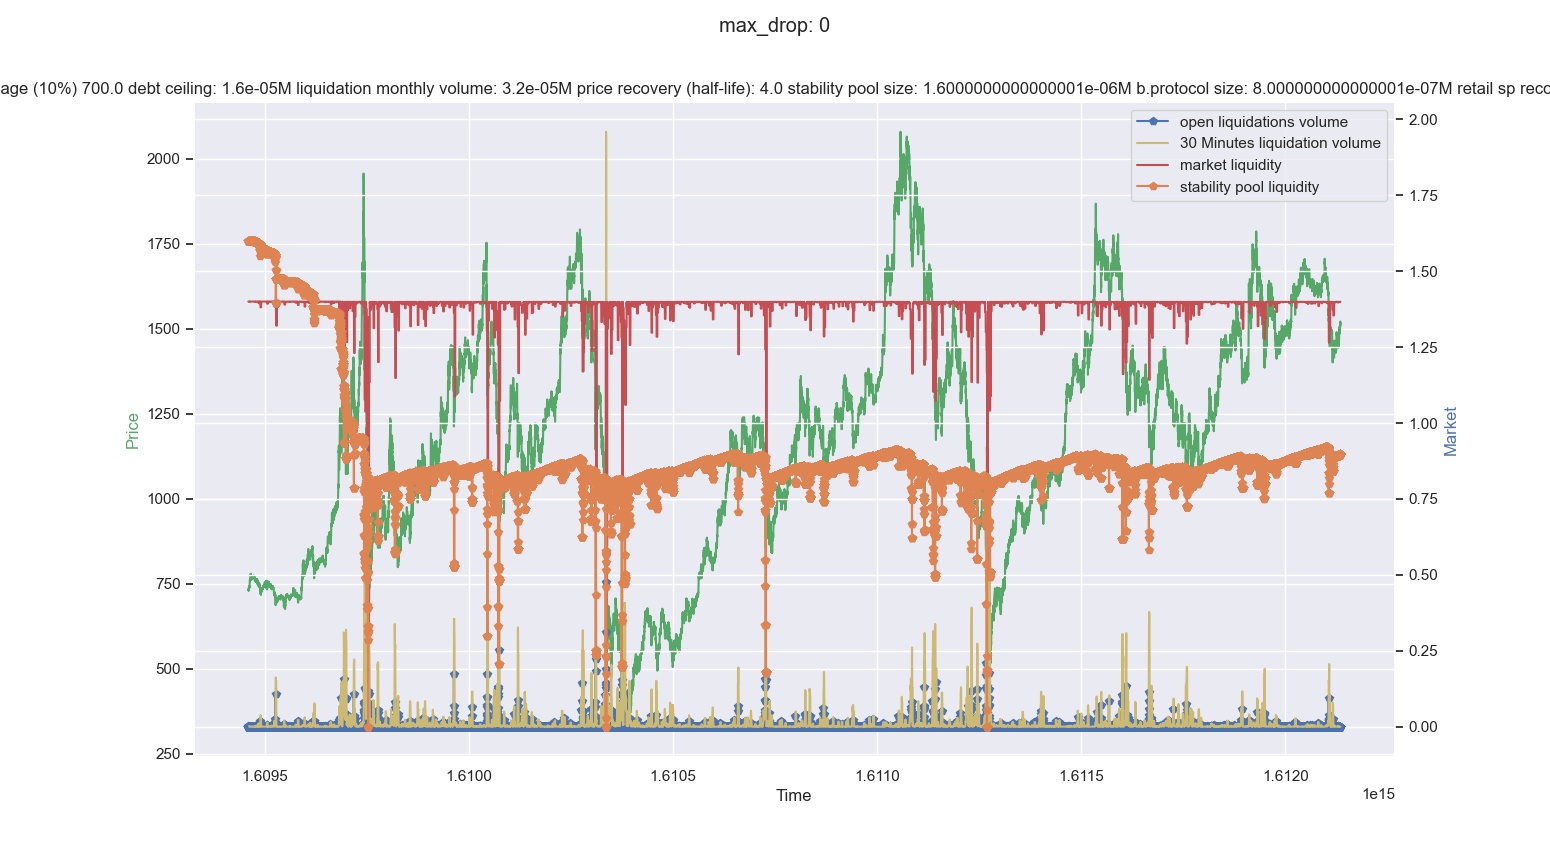 max_drop: 0
age (10%) 700.0 debt ceiling: 1.6e-05M liquidation monthly volume: 3.2e-05M price recovery (half-life): 4.0 stability pool size: 1.6000000000000001e-06M b.protocol size: 8.000000000000001e-07M retail sp reco
open liquidations volume
30 Minutes liquidation volume
market liquidity
stability pool liquidity
2000
1750
1500
1250
1000
750
500
250
Price
2.00
1.75
1.50
1.25
1.00
0.75
0.50
0.25
0.00
Market
1.6095 1.6100 1.6105 1.6110 1.6115 1.6120
1e15
Time